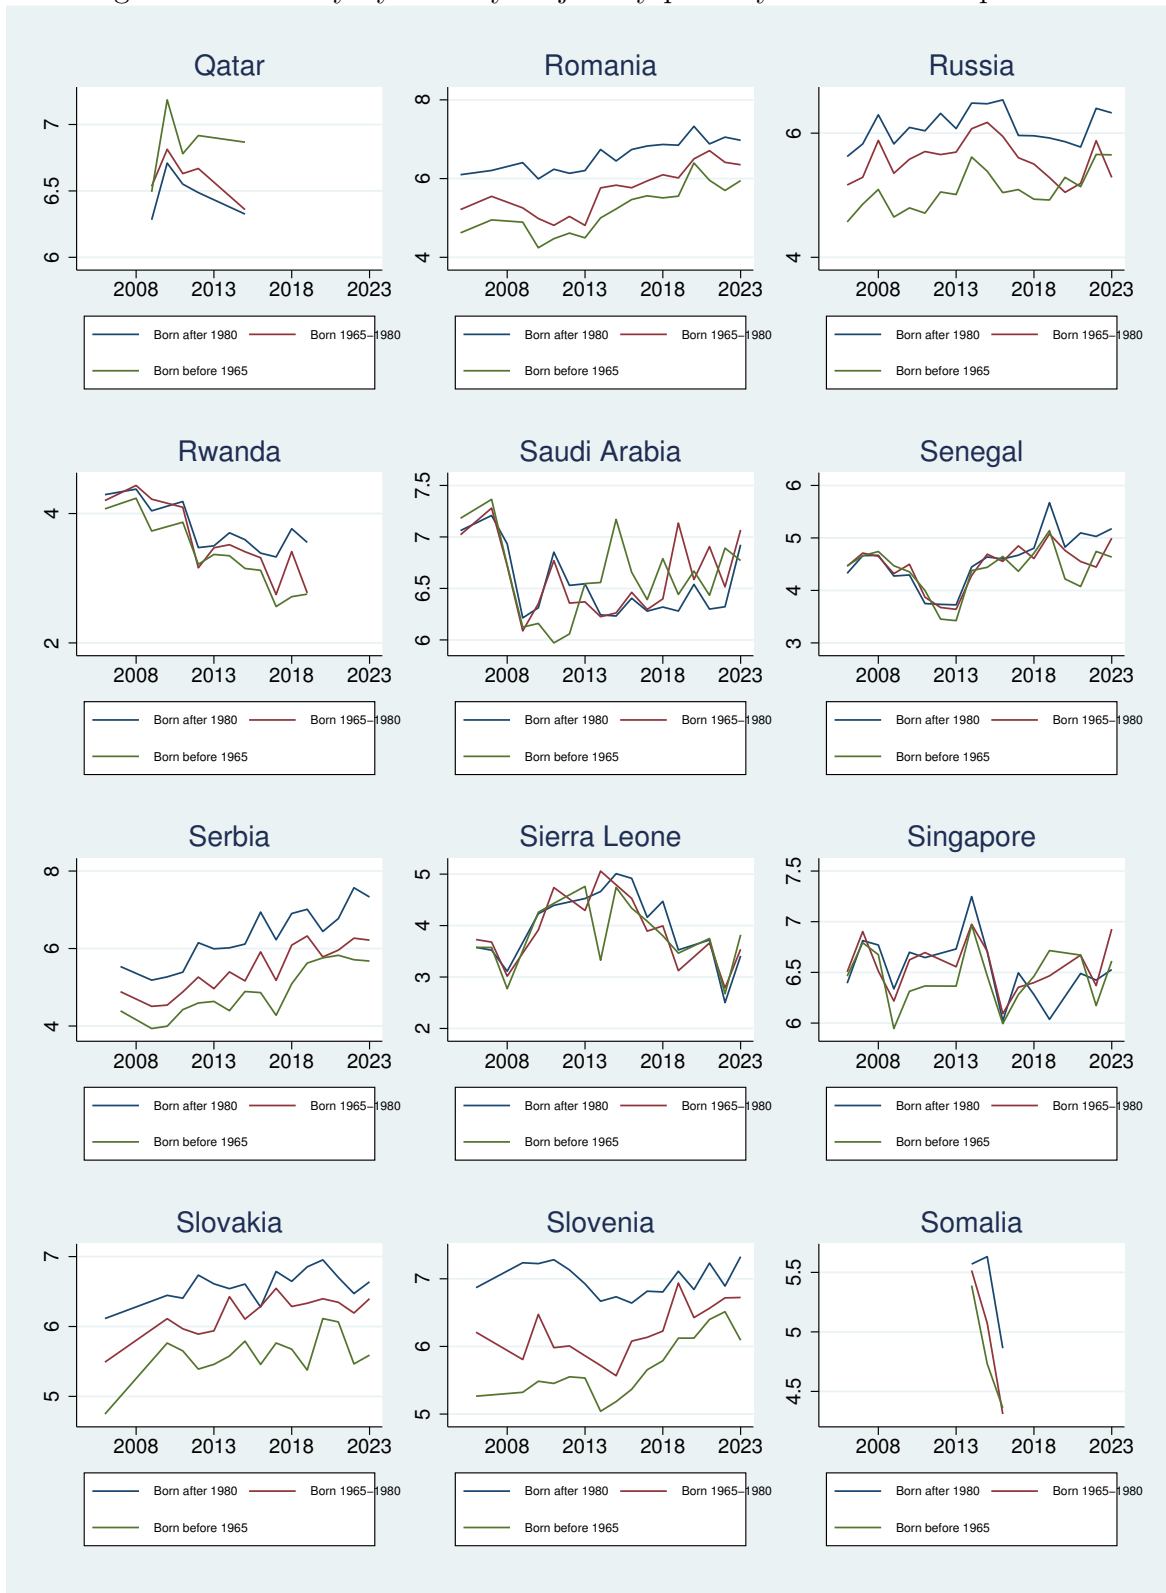 Qatar
Romania
Russia
7
6.5
6
8
6
4
6
4
2008 2013 2018 2023
2008 2013 2018 2023
2008 2013 2018 2023
Born after 1980 Born 1965–1980
Born before 1965
Born after 1980 Born 1965–1980
Born before 1965
Born after 1980 Born 1965–1980
Born before 1965
Rwanda
Saudi Arabia
Senegal
4
2
7.5
7
6.5
6
6
5
4
3
2008 2013 2018 2023
2008 2013 2018 2023
2008 2013 2018 2023
Born after 1980 Born 1965–1980
Born before 1965
Born after 1980 Born 1965–1980
Born before 1965
Born after 1980 Born 1965–1980
Born before 1965
Serbia
Sierra Leone
Singapore
8
6
4
5
4
3
2
7.5
7
6.5
6
2008 2013 2018 2023
2008 2013 2018 2023
2008 2013 2018 2023
Born after 1980 Born 1965–1980
Born before 1965
Born after 1980 Born 1965–1980
Born before 1965
Born after 1980 Born 1965–1980
Born before 1965
Slovakia
Slovenia
Somalia
7
6
5
7
6
5
5.5
5
4.5
2008 2013 2018 2023
2008 2013 2018 2023
2008 2013 2018 2023
Born after 1980 Born 1965–1980
Born before 1965
Born after 1980 Born 1965–1980
Born before 1965
Born after 1980 Born 1965–1980
Born before 1965